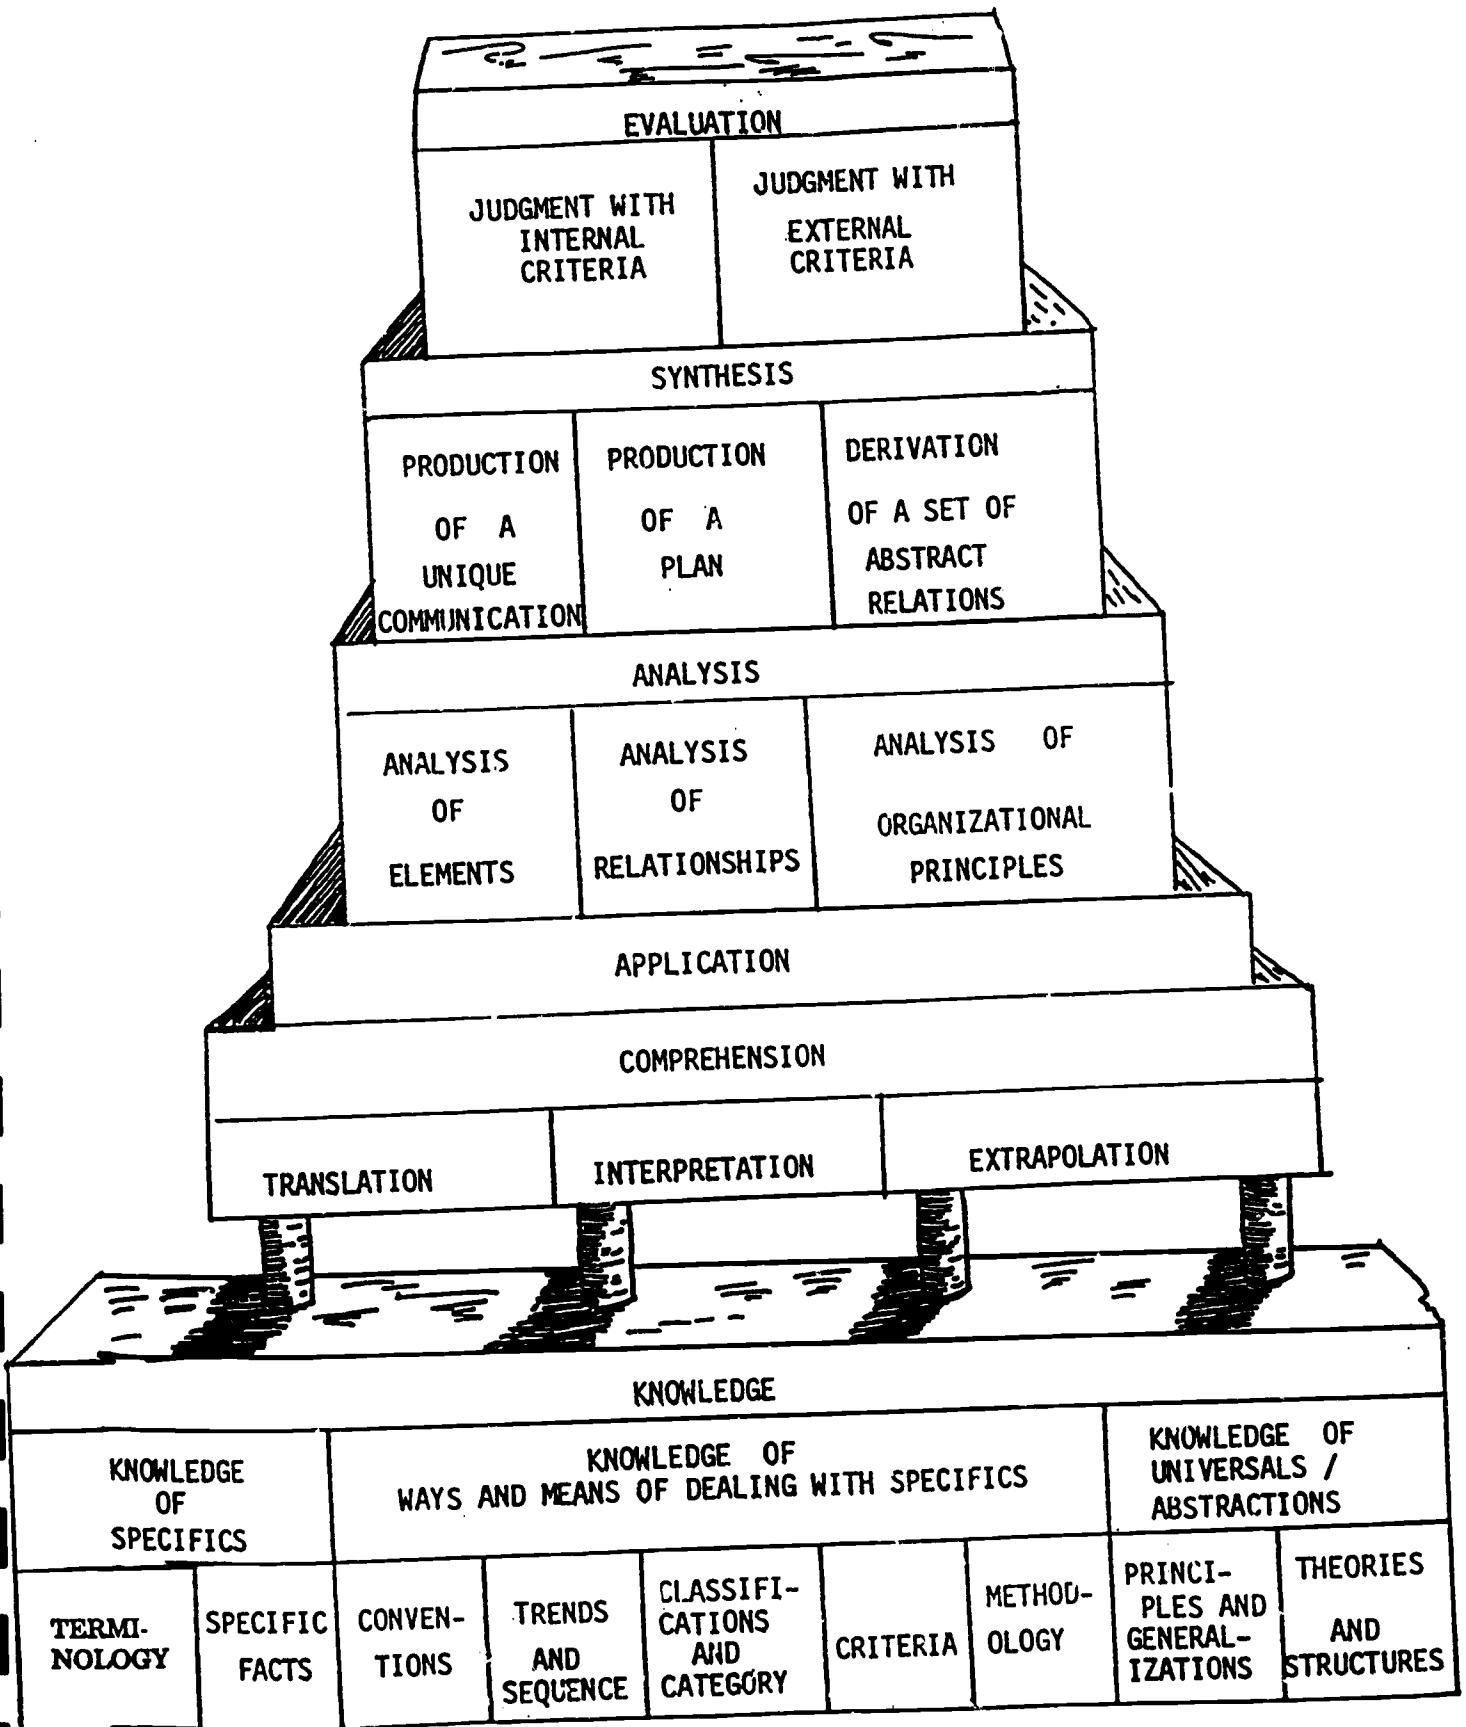 EVALUATION
JUDGMENT WITH
INTERNAL
CRITERIA
JUDGMENT WITH
EXTERNAL
CRITERIA
SYNTHESIS
PRODUCTION
OF A
UNIQUE
COMMUNICATION
PRODUCTION
OF A
PLAN
DERIVATION
OF A SET OF
ABSTRACT
RELATIONS
ANALYSIS
ANALYSIS
OF
ELEMENTS
ANALYSIS
OF
RELATIONSHIPS
ANALYSIS OF
ORGANIZATIONAL
PRINCIPLES
APPLICATION
COMPREHENSION
TRANSLATION
INTERPRETATION
EXTRAPOLATION
KNOWLEDGE
KNOWLEDGE
OF
SPECIFICS
KNOWLEDGE OF
WAYS AND MEANS OF DEALING WITH SPECIFICS
KNOWLEDGE OF
UNIVERSALS /
ABSTRACTIONS
TERMI-
NOLOGY
SPECIFIC
FACTS
CONVEN-
TIONS
TRENDS
AND
SEQUENCE
CLASSIFI-
CATIONS
AND
CATEGORY
CRITERIA
METHOD-
OLOGY
PRINCI-
PLES AND
GENERAL-
IZATIONS
THEORIES
AND
STRUCTURES